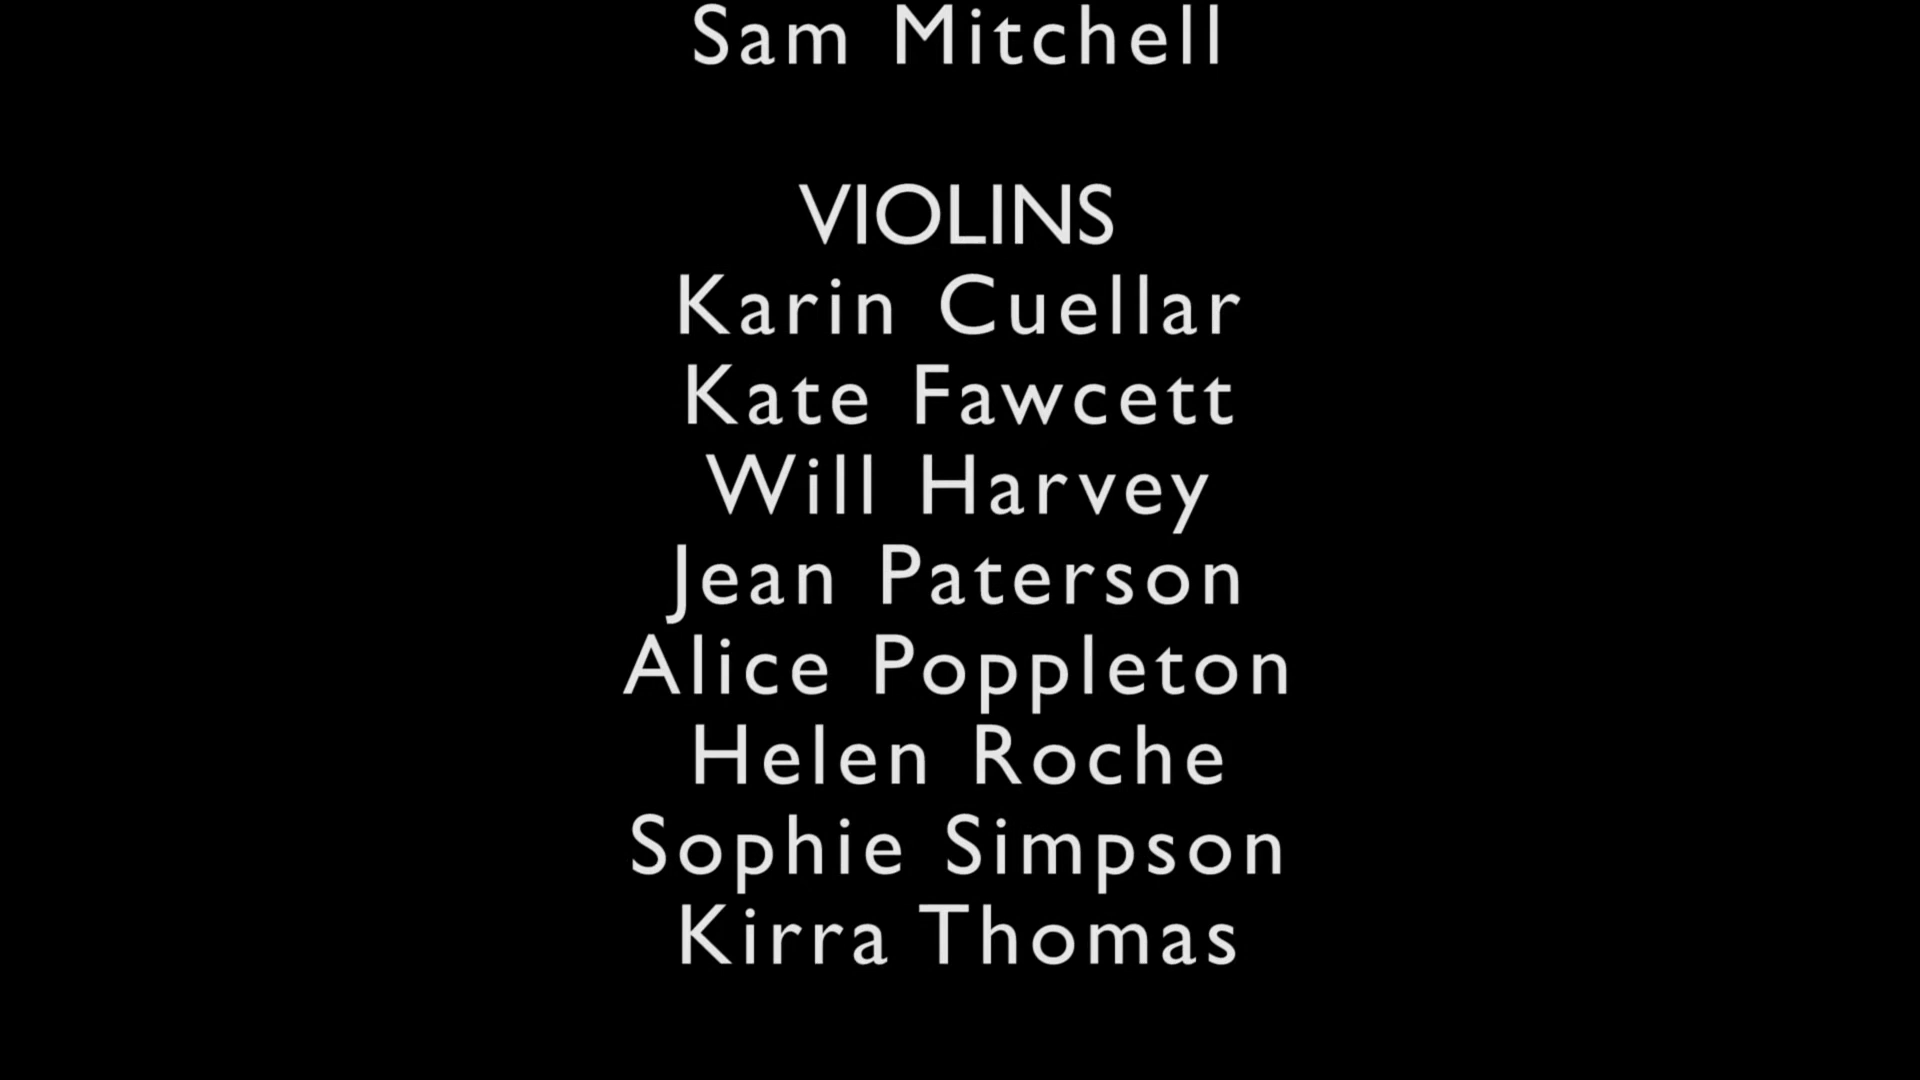 Sam Mitchell
VIOLINS
Karin Cuellar
Kate Fawcett
Will Harvey
Jean Paterson
Alice Poppleton
Helen Roche
Sophie Simpson
Kirra Thomas